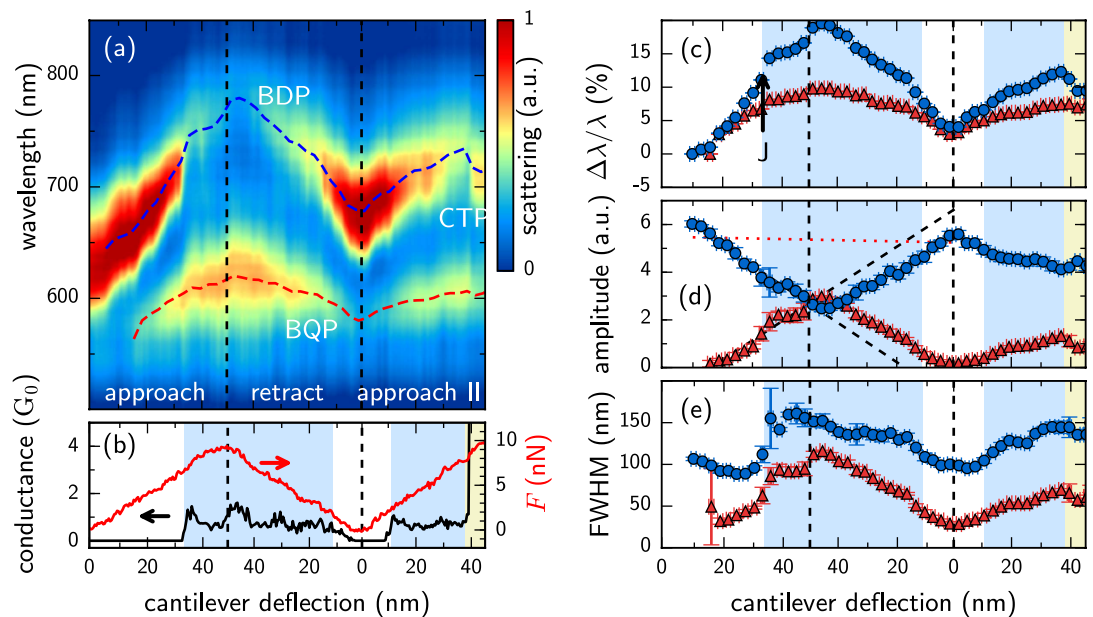 (a)
BDP
CTP
BQP
approach
retract
approach II
wavelength (nm)
800
700
600
1
0
scattering (a.u.)
(b)
conductance (G₀)
4
2
0
10
5
0
F (nN)
0 20 40 20 0 20 40
cantilever deflection (nm)
(c)
Δλ/λ (%)
15
10
5
0
-5
(d)
amplitude (a.u.)
6
4
2
0
(e)
FWHM (nm)
150
100
50
0
0 20 40 20 0 20 40
cantilever deflection (nm)